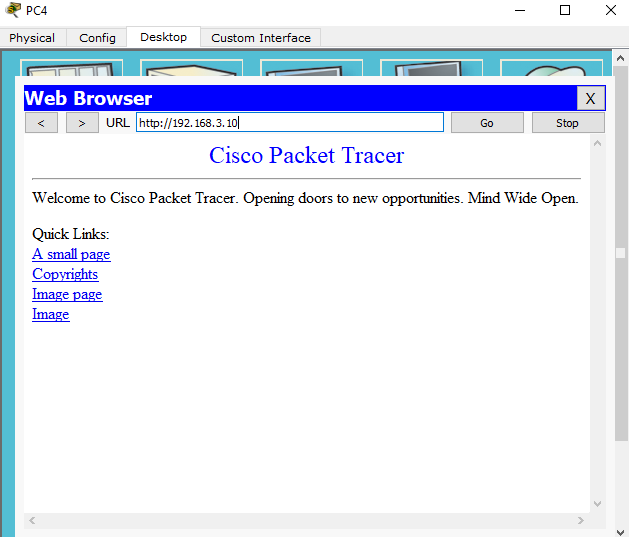 PC4
Physical Config Desktop Custom Interface
Web Browser X
< > URL http://192.168.3.10 Go Stop
Cisco Packet Tracer
Welcome to Cisco Packet Tracer. Opening doors to new opportunities. Mind Wide Open.
Quick Links:
A small page
Copyrights
Image page
Image